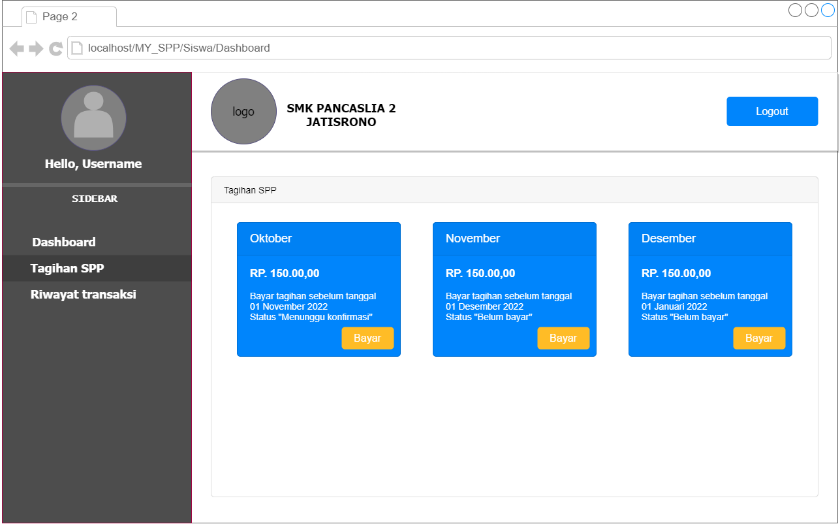 Page 2
localhost/MY_SPP/Siswa/Dashboard
logo
SMK PANCASLIA 2
JATISRONO
Logout
Hello, Username
SIDEBAR
Dashboard
Tagihan SPP
Riwayat transaksi
Tagihan SPP
Oktober
RP. 150.00,00
Bayar tagihan sebelum tanggal
01 November 2022
Status "Menunggu konfirmasi"
Bayar
November
RP. 150.00,00
Bayar tagihan sebelum tanggal
01 Desember 2022
Status "Belum bayar"
Bayar
Desember
RP. 150.00,00
Bayar tagihan sebelum tanggal
01 Januari 2022
Status "Belum bayar"
Bayar